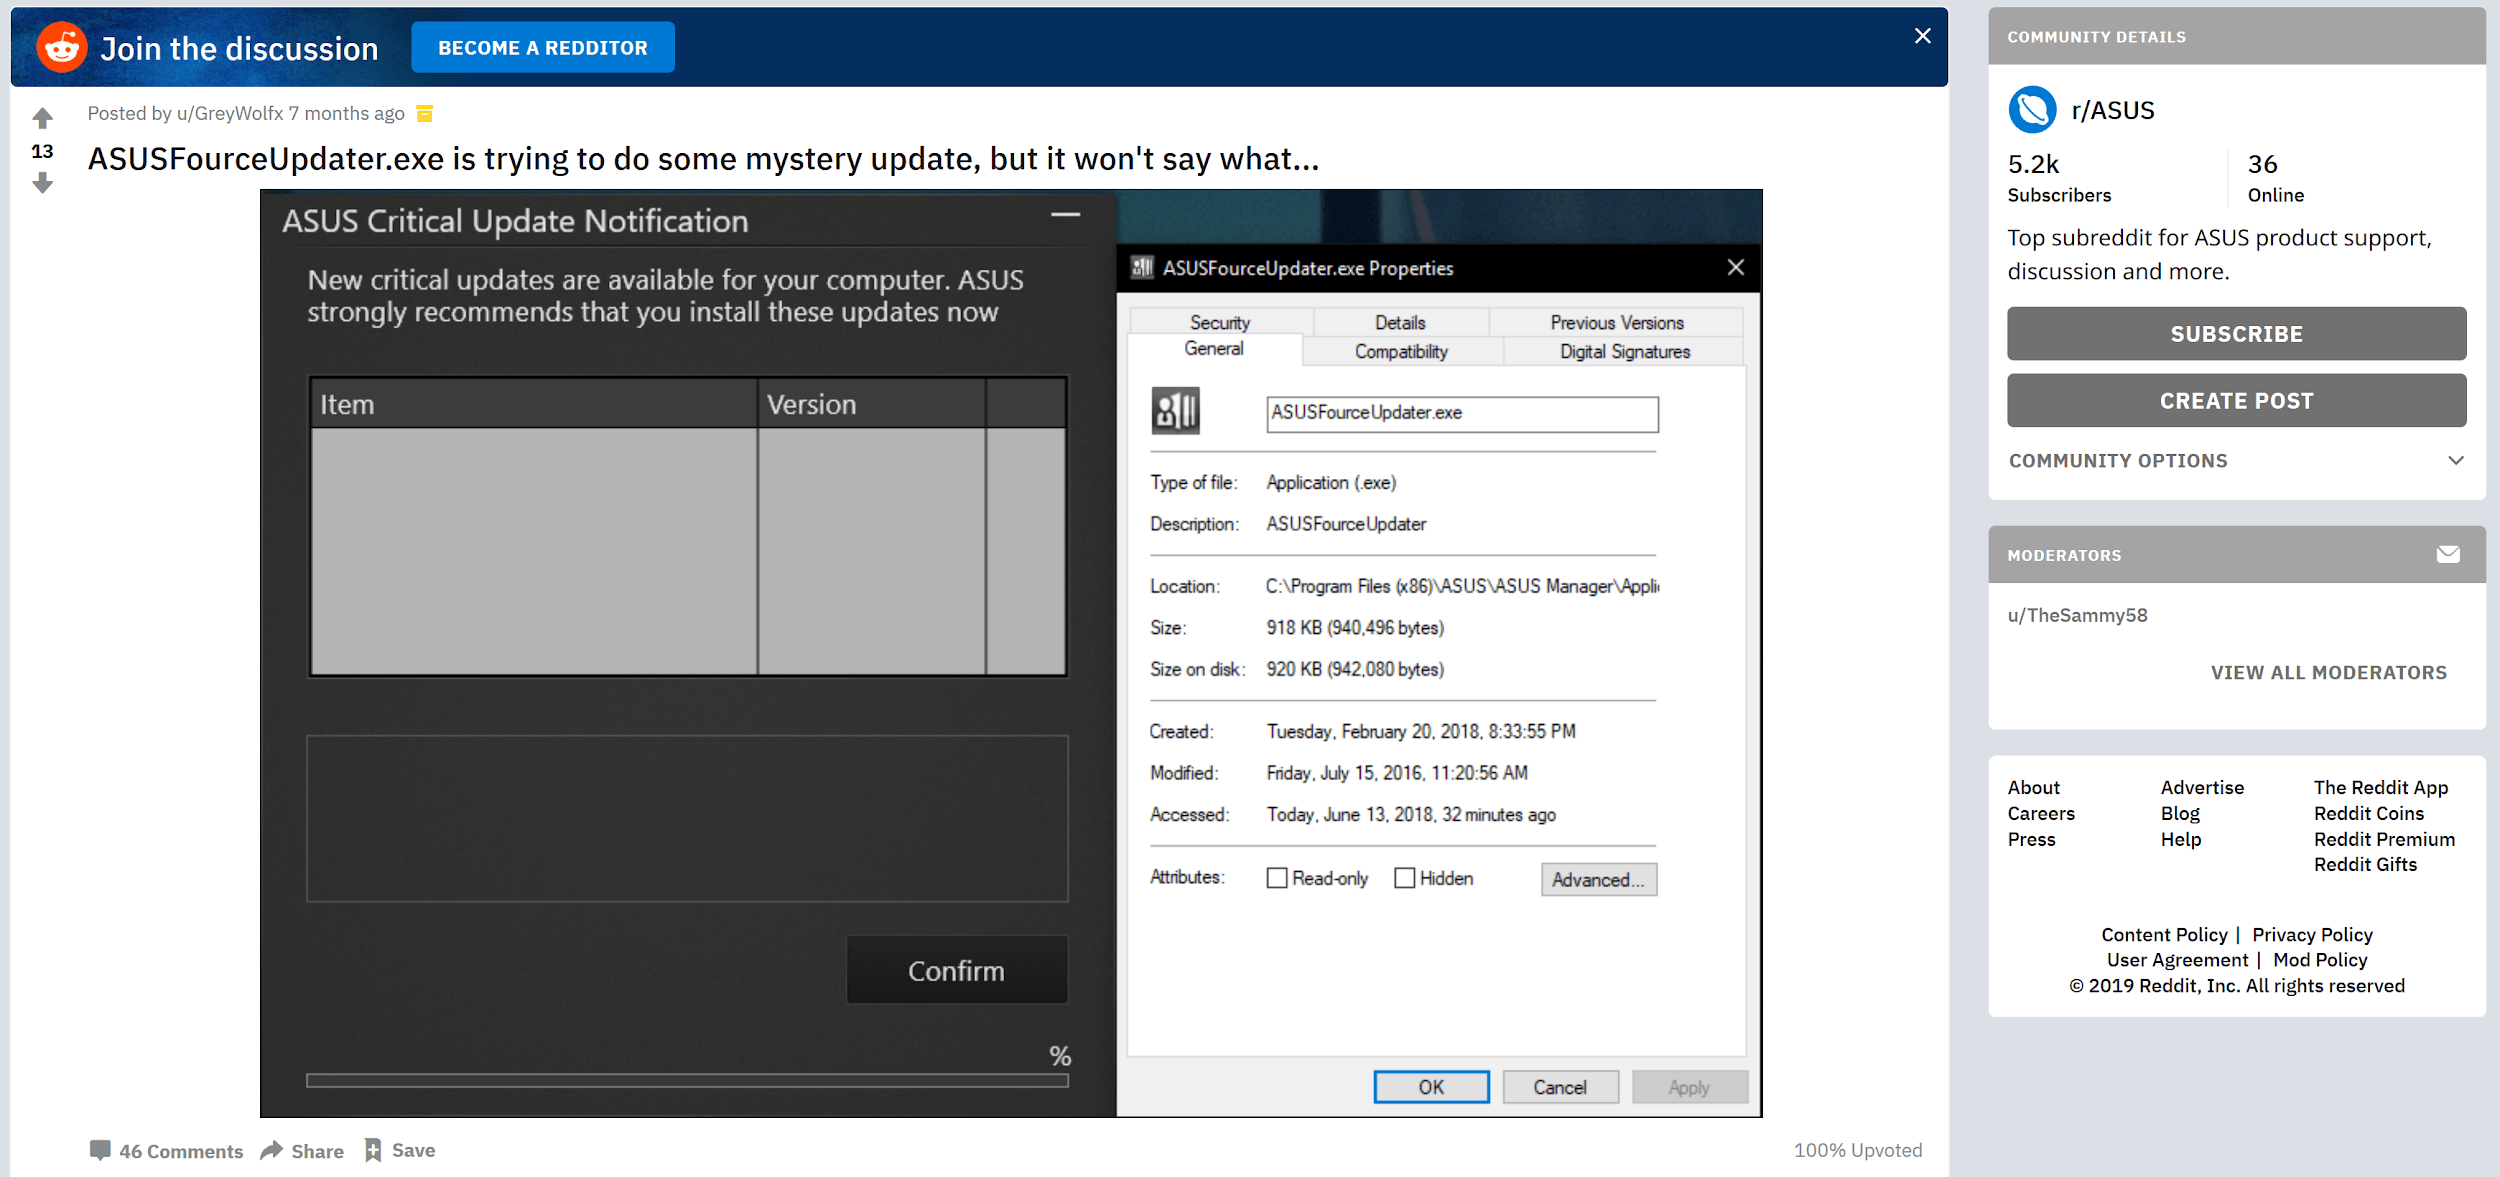 Join the discussion
BECOME A REDDITOR
Posted by u/GreyWolfx 7 months ago
13
ASUSFourceUpdater.exe is trying to do some mystery update, but it won't say what...
ASUS Critical Update Notification
New critical updates are available for your computer. ASUS
strongly recommends that you install these updates now
Item Version
Confirm
%
ASUSFourceUpdater.exe Properties
Security Details Previous Versions
General Compatibility Digital Signatures
ASUSFourceUpdater.exe
Type of file: Application (.exe)
Description: ASUSFourceUpdater
Location: C:\Program Files (x86)\ASUS\ASUS Manager\Appli
Size: 918 KB (940,496 bytes)
Size on disk: 920 KB (942,080 bytes)
Created: Tuesday, February 20, 2018, 8:33:55 PM
Modified: Friday, July 15, 2016, 11:20:56 AM
Accessed: Today, June 13, 2018, 32 minutes ago
Attributes: Read-only Hidden Advanced...
OK Cancel Apply
46 Comments Share Save
100% Upvoted
COMMUNITY DETAILS
r/ASUS
5.2k 36
Subscribers Online
Top subreddit for ASUS product support,
discussion and more.
SUBSCRIBE
CREATE POST
COMMUNITY OPTIONS
MODERATORS
u/TheSammy58
VIEW ALL MODERATORS
About Advertise The Reddit App
Careers Blog Reddit Coins
Press Help Reddit Premium
Reddit Gifts
Content Policy | Privacy Policy
User Agreement | Mod Policy
© 2019 Reddit, Inc. All rights reserved